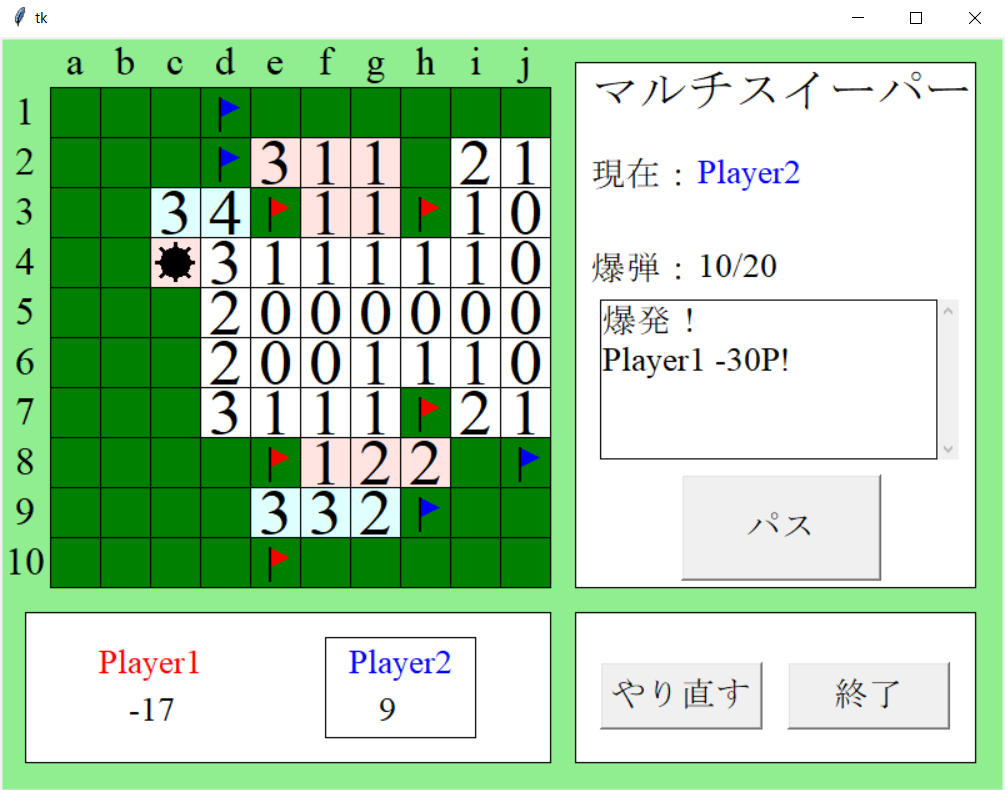 tk
a b c d e f g h i j
1
2 3 1 1 2 1
3 3 4 1 1 1 0
4 3 1 1 1 1 1 0
5 2 0 0 0 0 0 0
6 2 0 0 1 1 1 0
7 3 1 1 1 2 1
8 1 2 2
9 3 3 2
10
マルチスイーパー
現在：Player2
爆弾：10/20
爆発！
Player1 -30P!
パス
Player1
-17
Player2
9
やり直す
終了